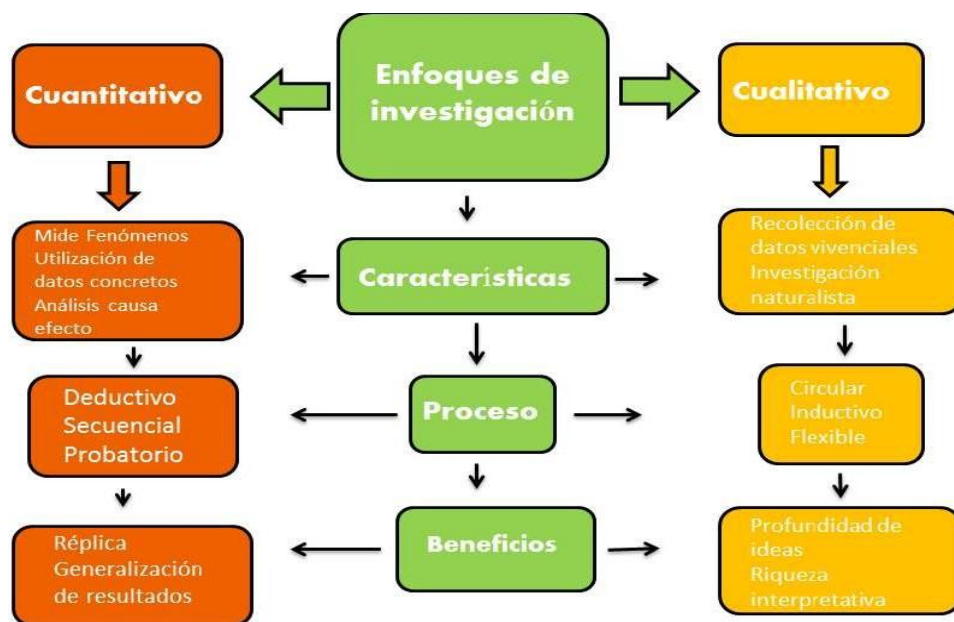 Enfoques de
investigación
Cuantitativo
Cualitativo
Características
Mide Fenómenos
Utilización de
datos concretos
Análisis causa
efecto
Recolección de
datos vivenciales
Investigación
naturalista
Proceso
Deductivo
Secuencial
Probatorio
Circular
Inductivo
Flexible
Beneficios
Réplica
Generalización
de resultados
Profundidad de
ideas
Riqueza
interpretativa